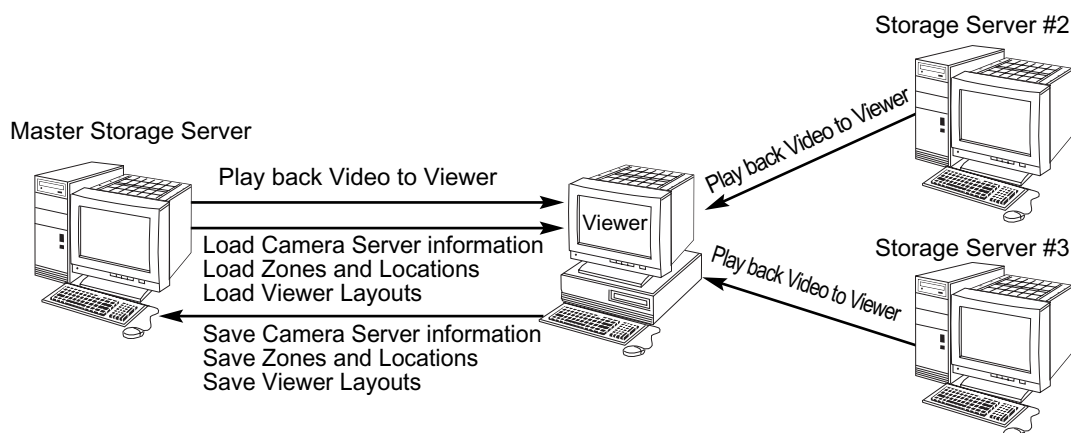 Storage Server #2
Master Storage Server
Play back Video to Viewer
Play back Video to Viewer
Viewer
Load Camera Server information
Load Zones and Locations
Load Viewer Layouts
Storage Server #3
Play back Video to Viewer
Save Camera Server information
Save Zones and Locations
Save Viewer Layouts